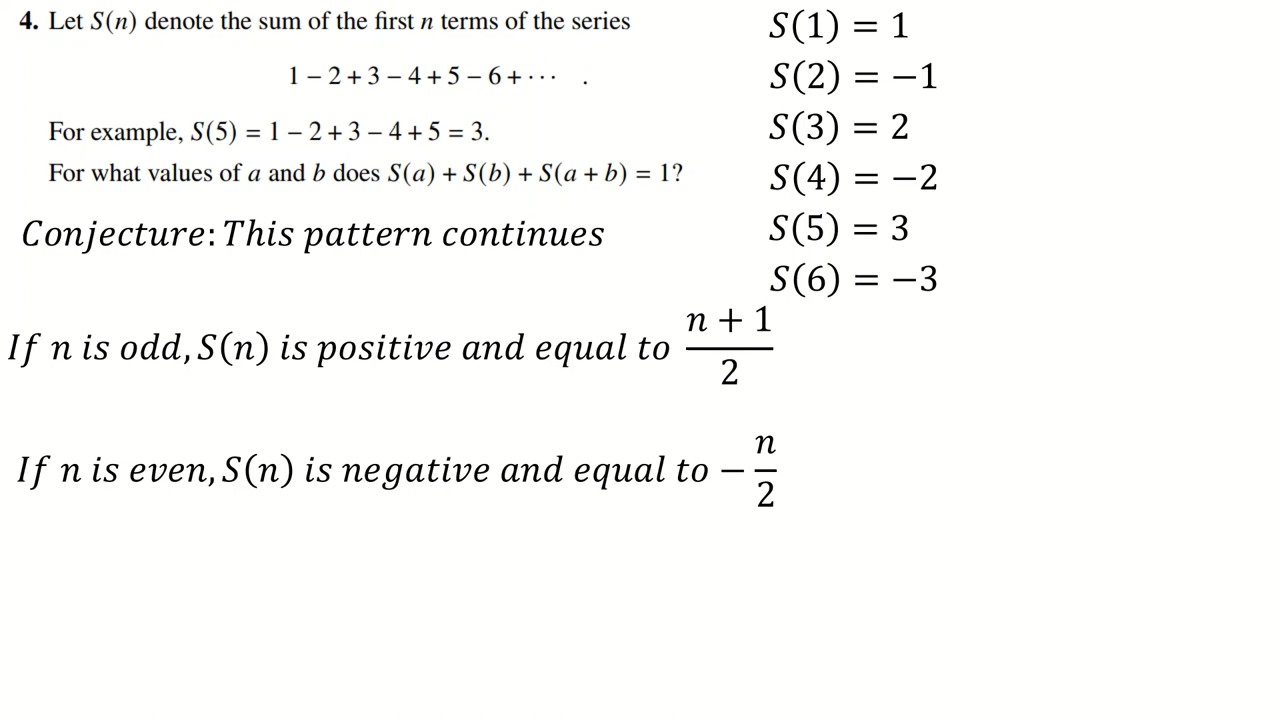 4. Let S(n) denote the sum of the first n terms of the series
1 − 2 + 3 − 4 + 5 − 6 + ··· .
For example, S(5) = 1 − 2 + 3 − 4 + 5 = 3.
For what values of a and b does S(a) + S(b) + S(a + b) = 1?
Conjecture: This pattern continues
If n is odd, S(n) is positive and equal to (n + 1)/2
If n is even, S(n) is negative and equal to − n/2
S(1) = 1
S(2) = −1
S(3) = 2
S(4) = −2
S(5) = 3
S(6) = −3